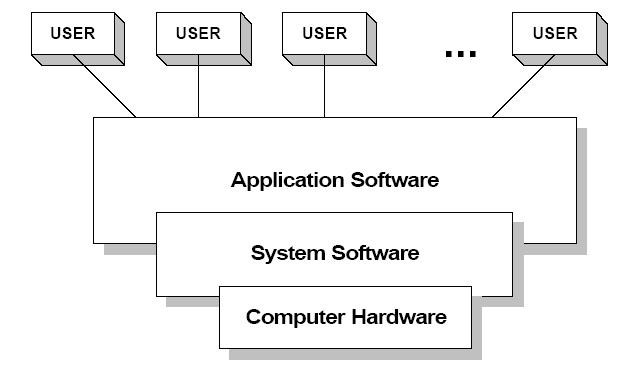 USER USER USER ... USER
Application Software
System Software
Computer Hardware